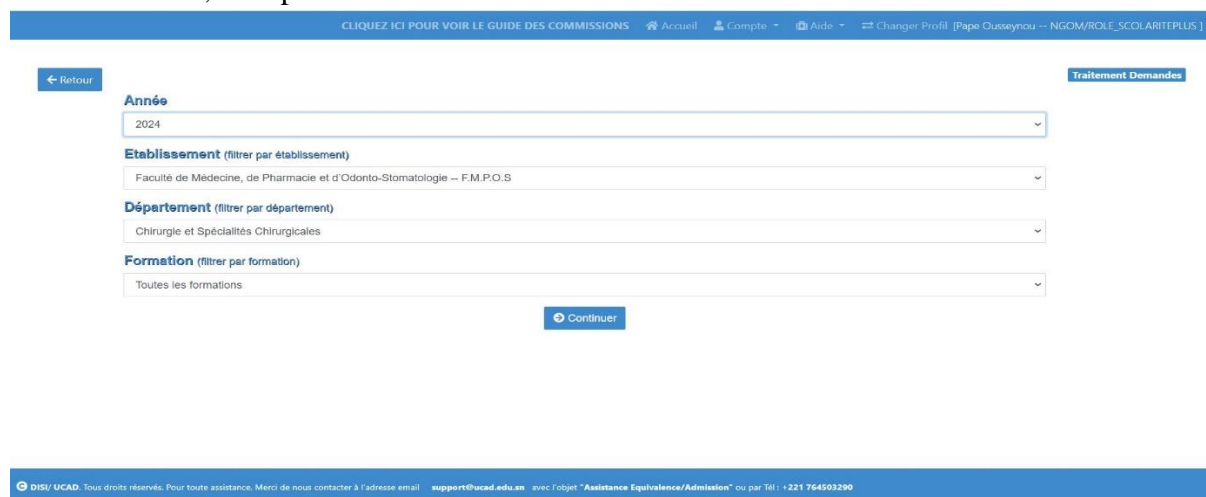 CLIQUEZ ICI POUR VOIR LE GUIDE DES COMMISSIONS Accueil Compte Aide Changer Profil [Pape Ousseynou -- NGOM/ROLE_SCOLARITEPLUS ]
Retour
Traitement Demandes
Année
2024
Etablissement (filtrer par établissement)
Faculté de Médecine, de Pharmacie et d'Odonto-Stomatologie -- F.M.P.O.S
Département (filtrer par département)
Chirurgie et Spécialités Chirurgicales
Formation (filtrer par formation)
Toutes les formations
Continuer
DISI/ UCAD. Tous droits réservés. Pour toute assistance. Merci de nous contacter à l'adresse email support@ucad.edu.sn avec l'objet "Assistance Equivalence/Admission" ou par Tél : +221 764503290